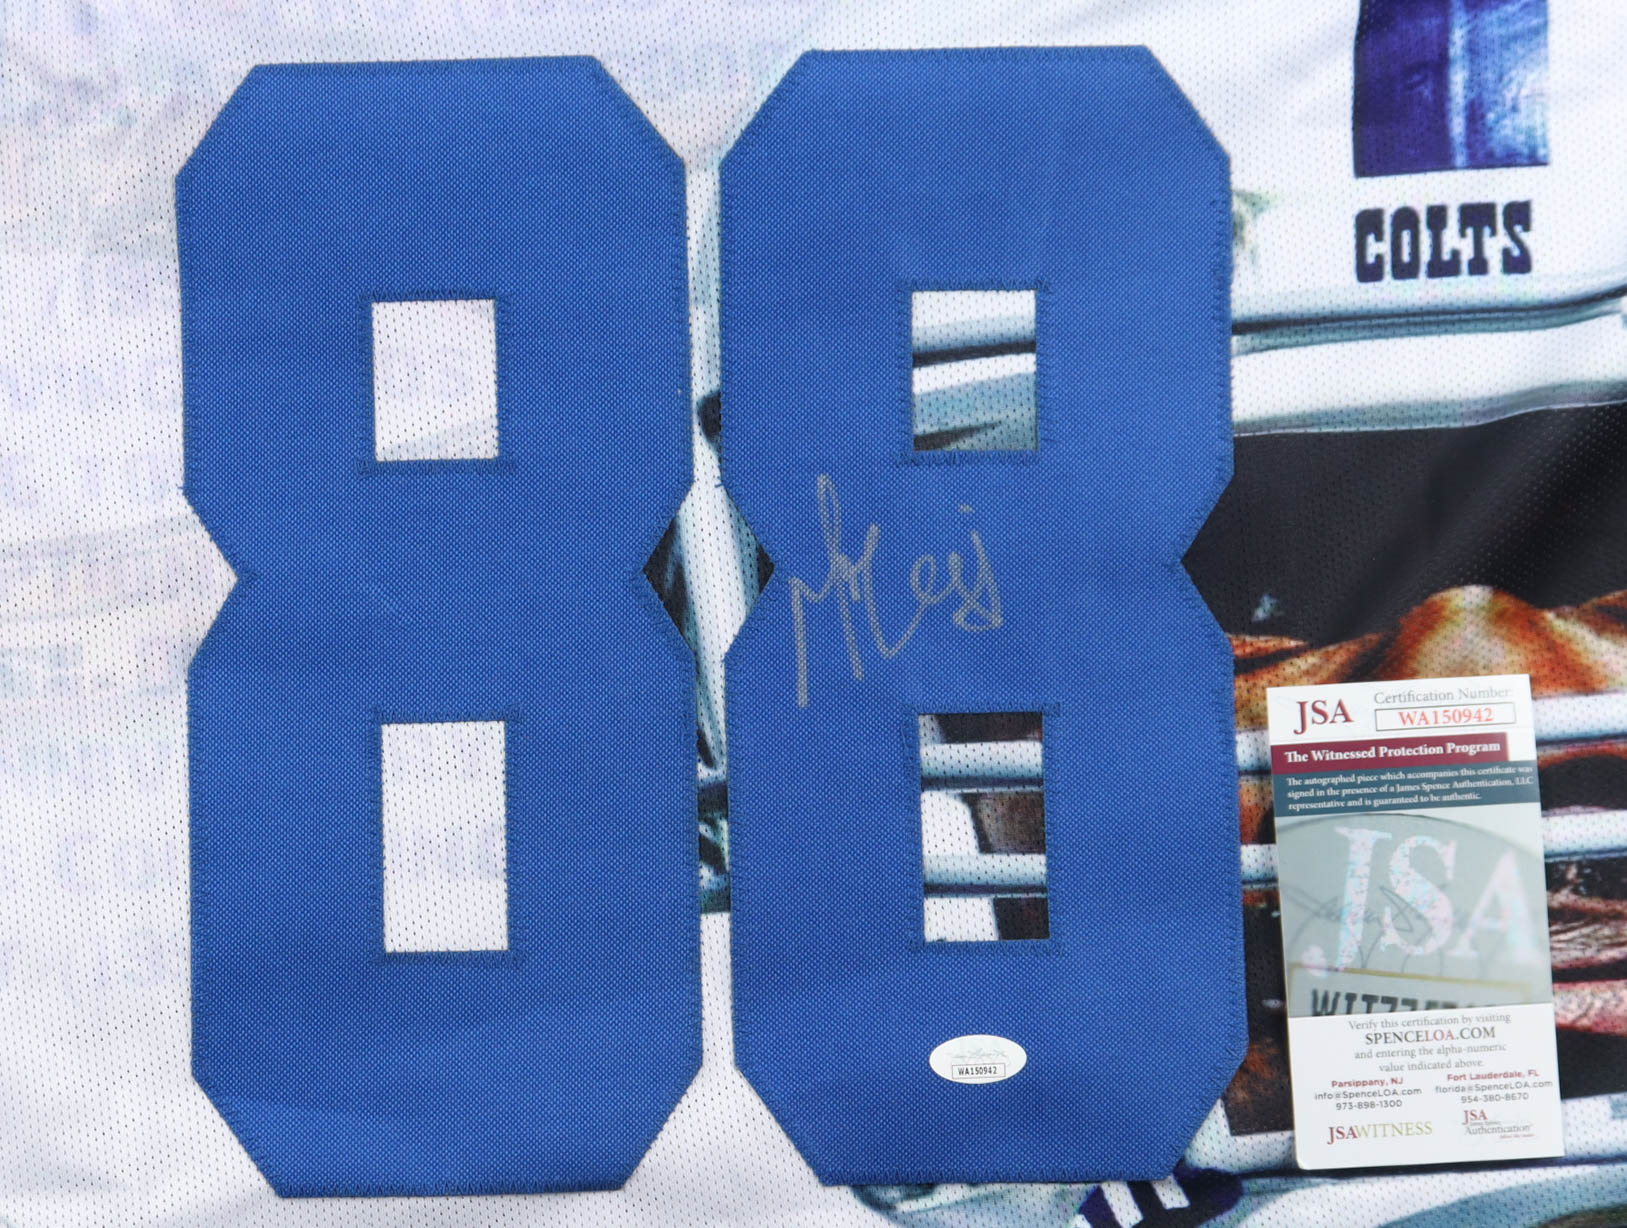 COLTS
88
JSA
Certification Number:
WA150942
The Witnessed Protection Program
The autographed piece which accompanies this certificate was
signed in the presence of a James Spence Authentication, LLC
representative and is guaranteed to be authentic.
JSA
Verify this certification by visiting
SPENCELOA.COM
and entering the alpha-numeric
value indicated above.
Parsippany, NJ
info@SpenceLOA.com
973-898-1300
Fort Lauderdale, FL
florida@SpenceLOA.com
954-380-8670
JSAWITNESS
JSA
Authentication
WA150942